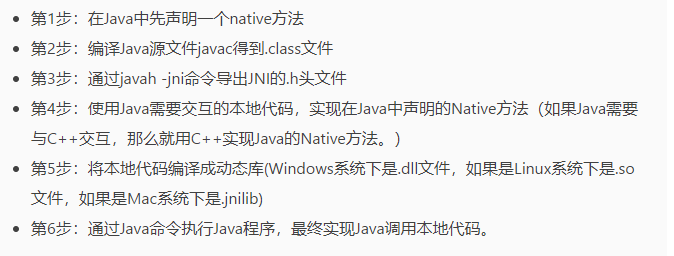 第1步：在Java中先声明一个native方法
第2步：编译Java源文件javac得到.class文件
第3步：通过javah -jni命令导出JNI的.h头文件
第4步：使用Java需要交互的本地代码，实现在Java中声明的Native方法（如果Java需要
与C++交互，那么就用C++实现Java的Native方法。）
第5步：将本地代码编译成动态库(Windows系统下是.dll文件，如果是Linux系统下是.so
文件，如果是Mac系统下是.jnilib)
第6步：通过Java命令执行Java程序，最终实现Java调用本地代码。